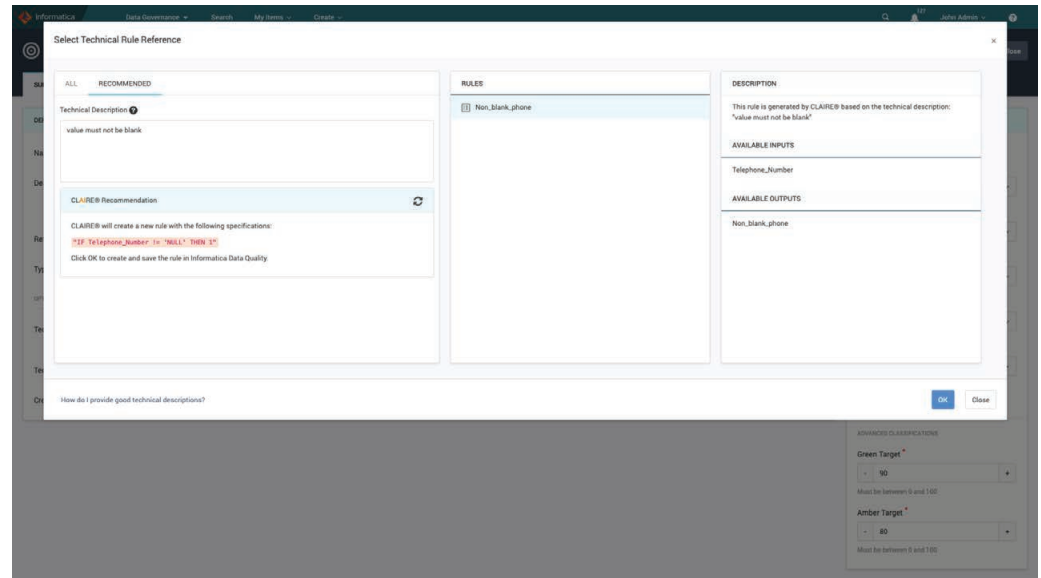 Informatica
Data Governance
Search
My Items
Create
127
John Admin
Select Technical Rule Reference
×
ALL
RECOMMENDED
Technical Description
value must not be blank
CLAIRE® Recommendation
CLAIRE® will create a new rule with the following specifications:
"IF Telephone_Number != 'NULL' THEN 1"
Click OK to create and save the rule in Informatica Data Quality.
RULES
Non_blank_phone
DESCRIPTION
This rule is generated by CLAIRE® based on the technical description:
"value must not be blank"
AVAILABLE INPUTS
Telephone_Number
AVAILABLE OUTPUTS
Non_blank_phone
How do I provide good technical descriptions?
OK
Close
ADVANCED CLASSIFICATIONS
Green Target *
- 90 +
Must be between 0 and 100
Amber Target *
- 80 +
Must be between 0 and 100